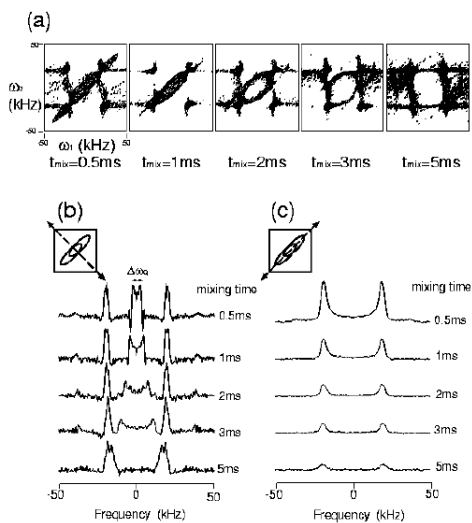 (a)
50
ω₂
(kHz)
-50
-50 ω₁ (kHz) 50
tmix=0.5ms tmix=1ms tmix=2ms tmix=3ms tmix=5ms
(b)
ΔωQ
0.5ms
1ms
2ms
3ms
5ms
-50 0 50
Frequency (kHz)
(c)
mixing time
mixing time
0.5ms
1ms
2ms
3ms
5ms
-50 0 50
Frequency (kHz)